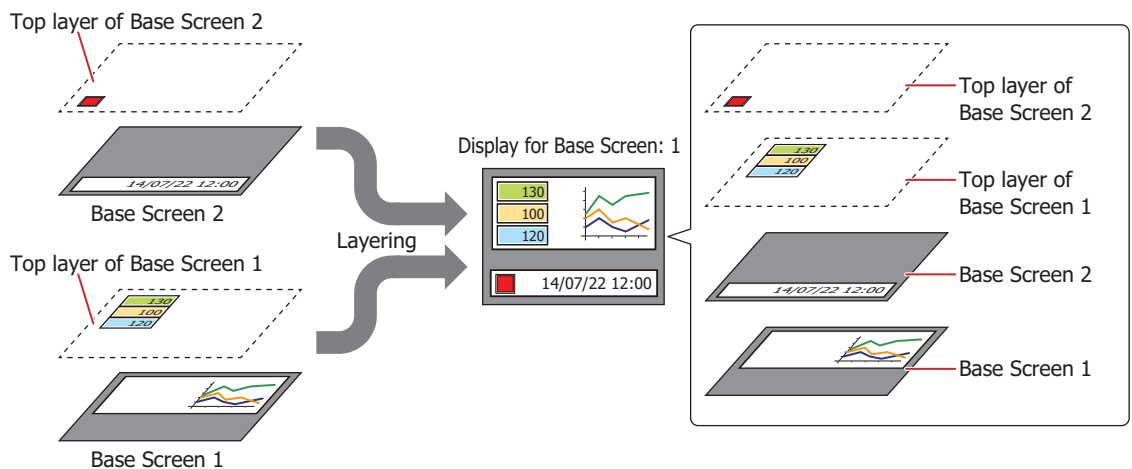 Top layer of Base Screen 2
14/07/22 12:00
Base Screen 2
Top layer of Base Screen 1
130
100
120
Base Screen 1
Layering
Display for Base Screen: 1
130
100
120
14/07/22 12:00
Top layer of
Base Screen 2
130
100
120
Top layer of
Base Screen 1
14/07/22 12:00
Base Screen 2
Base Screen 1